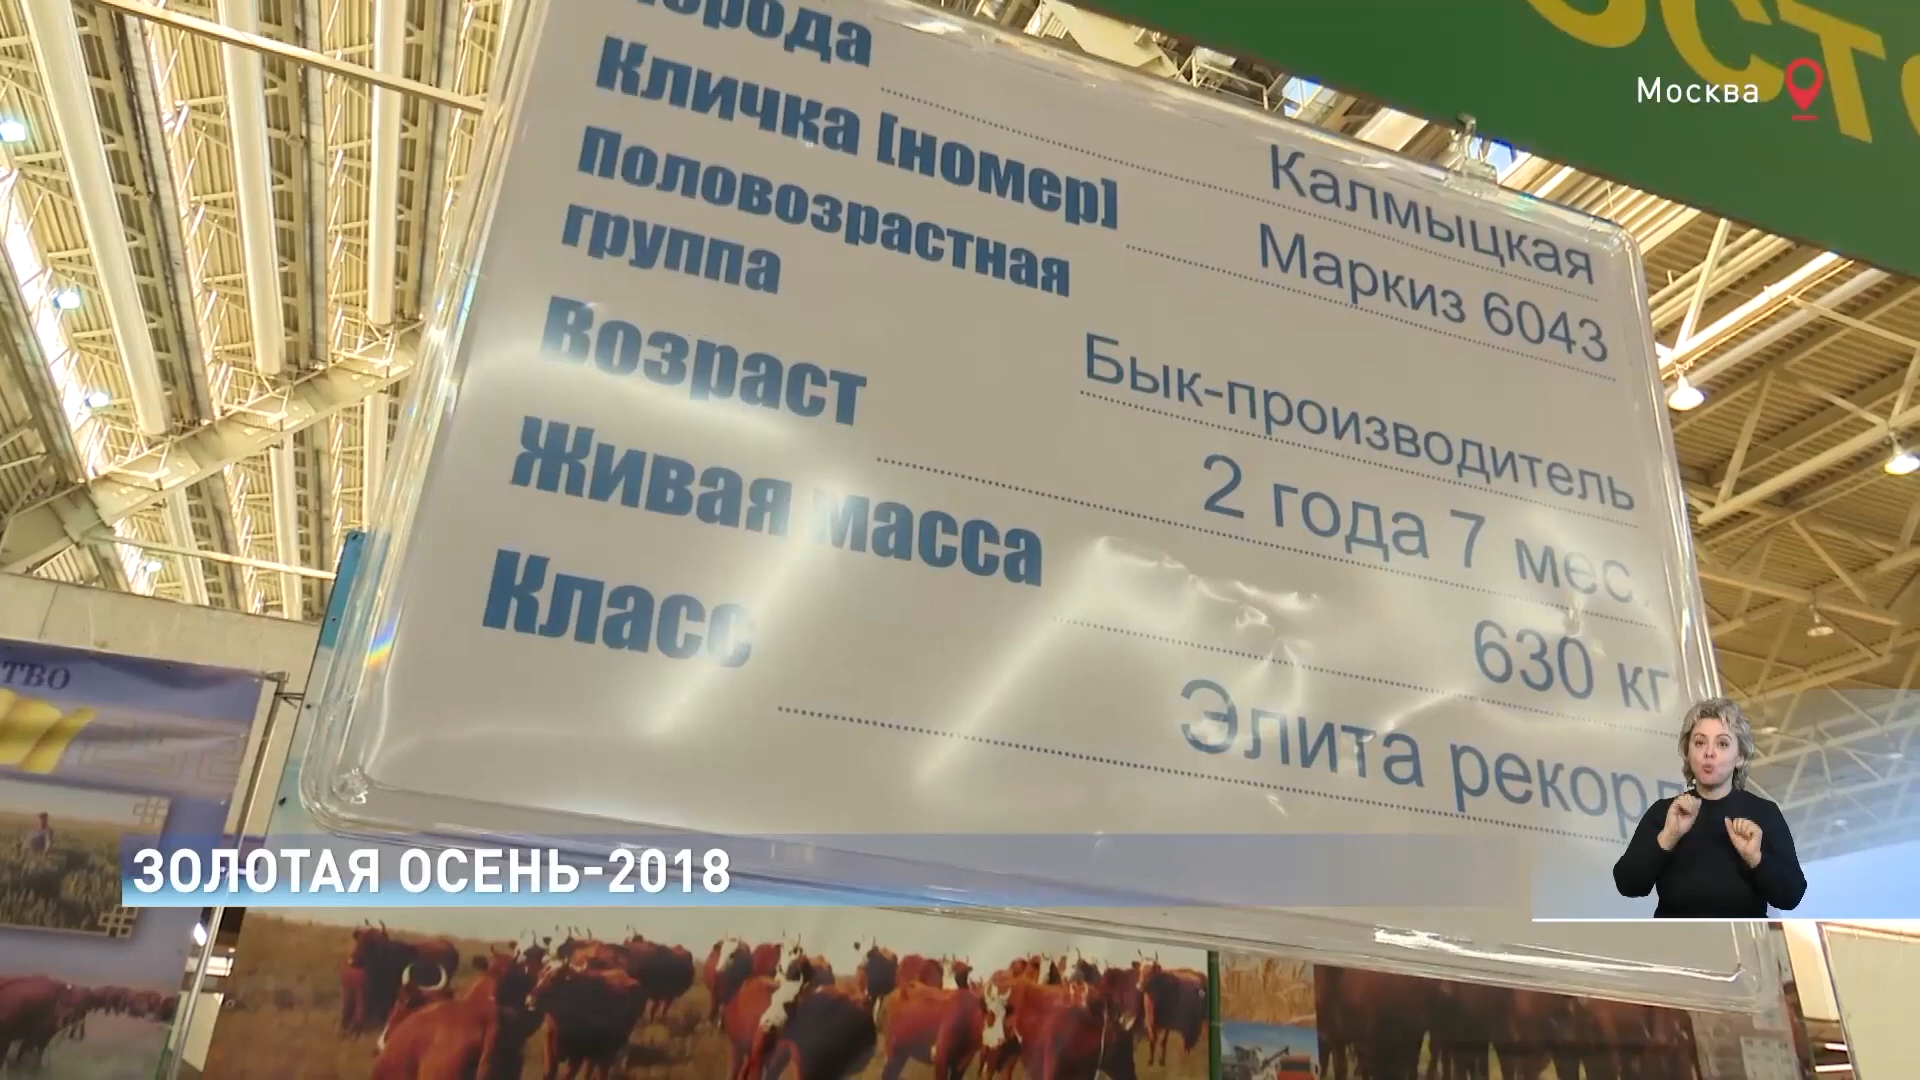 Москва
Порода
Калмыцкая
Кличка [номер]
Маркиз 6043
Половозрастная
группа
Бык-производитель
Возраст
2 года 7 мес.
Живая масса
630 кг
Класс
Элита рекорд
ЗОЛОТАЯ ОСЕНЬ-2018